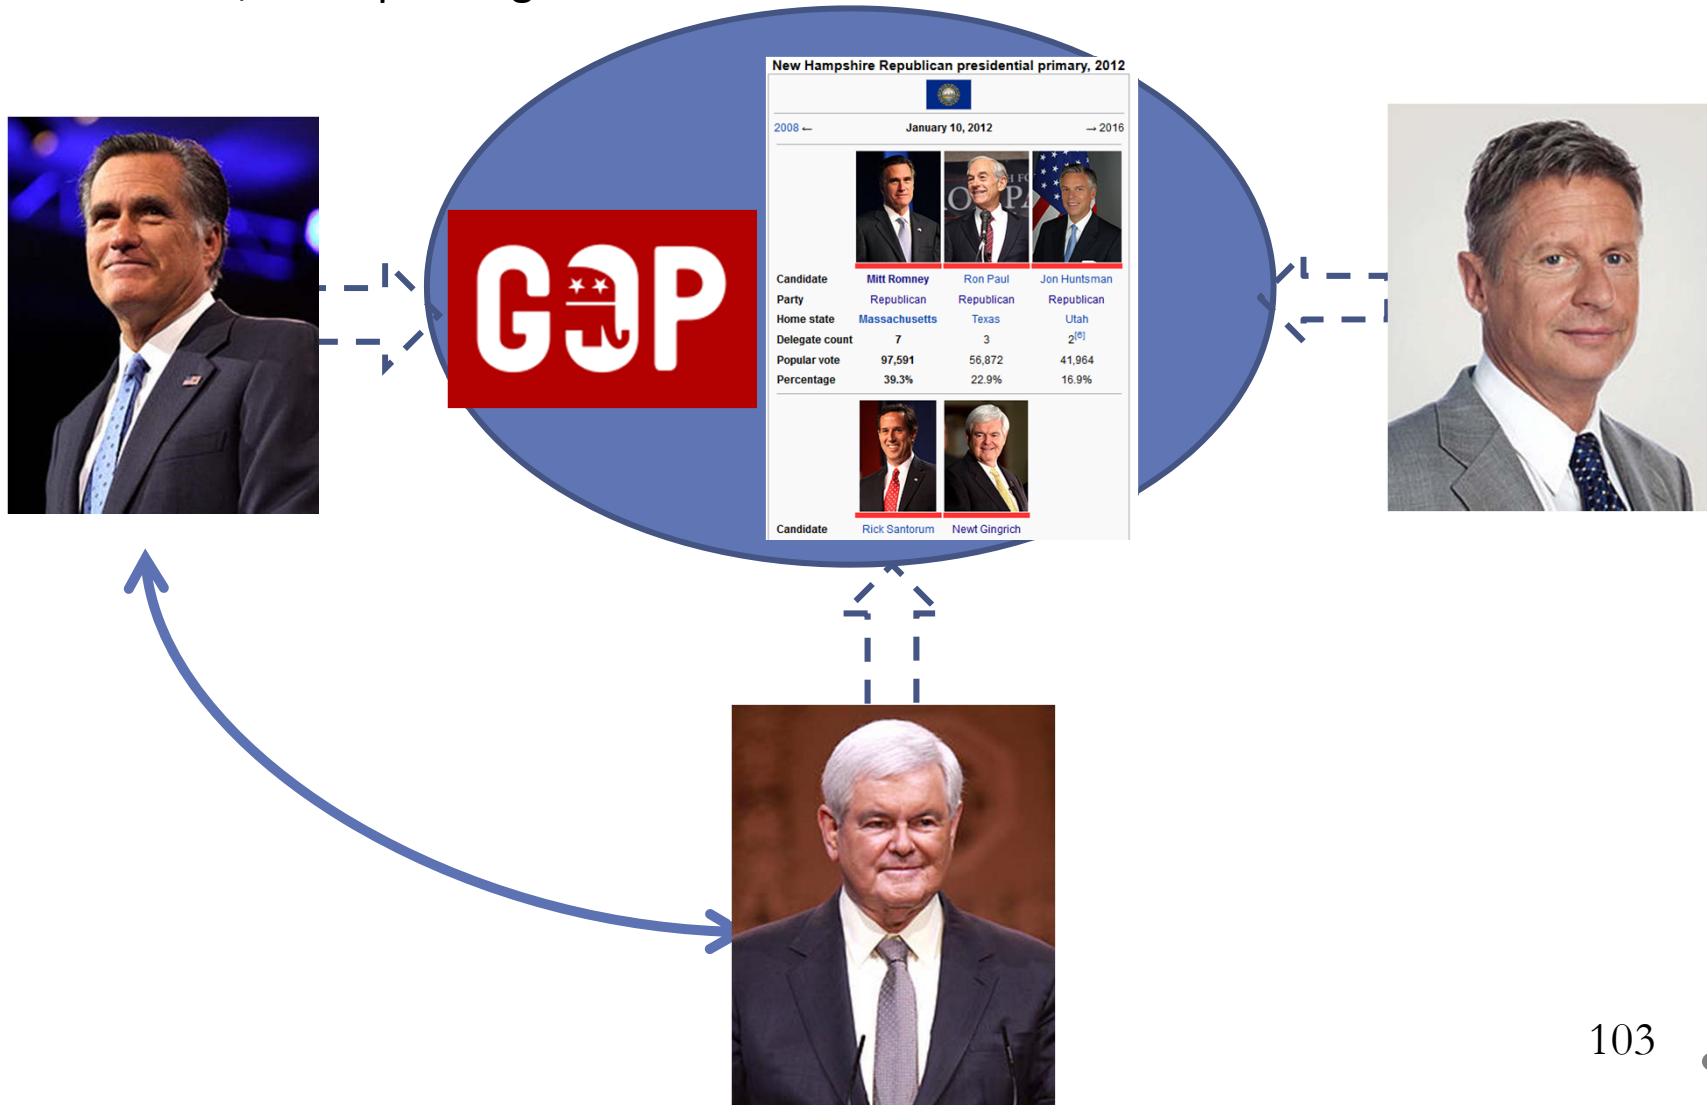 New Hampshire Republican presidential primary, 2012
2008 ← January 10, 2012 → 2016
GOP
Candidate Mitt Romney Ron Paul Jon Huntsman
Party Republican Republican Republican
Home state Massachusetts Texas Utah
Delegate count 7 3 2[6]
Popular vote 97,591 56,872 41,964
Percentage 39.3% 22.9% 16.9%
Candidate Rick Santorum Newt Gingrich
103